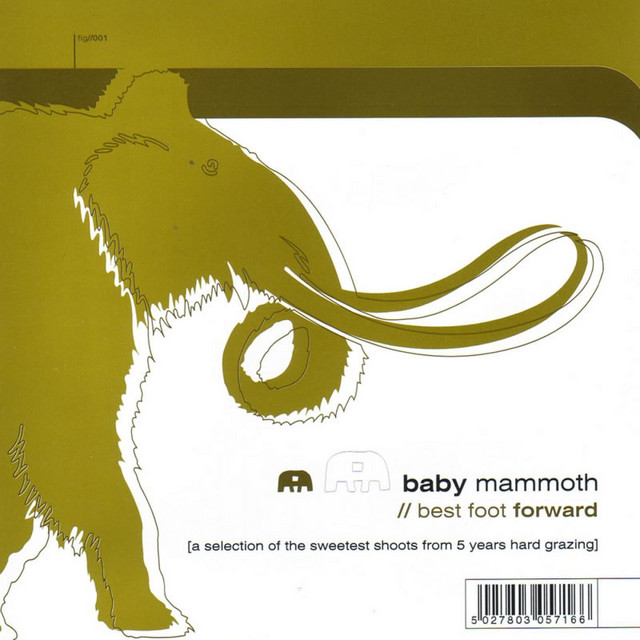 fig//001
baby mammoth
// best foot forward
[a selection of the sweetest shoots from 5 years hard grazing]
5 027803 057166